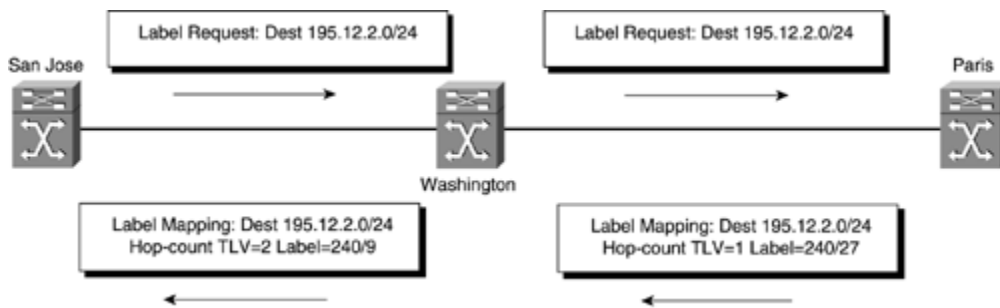 Label Request: Dest 195.12.2.0/24
Label Request: Dest 195.12.2.0/24
San Jose
Paris
Washington
Label Mapping: Dest 195.12.2.0/24
Hop-count TLV=2 Label=240/9
Label Mapping: Dest 195.12.2.0/24
Hop-count TLV=1 Label=240/27